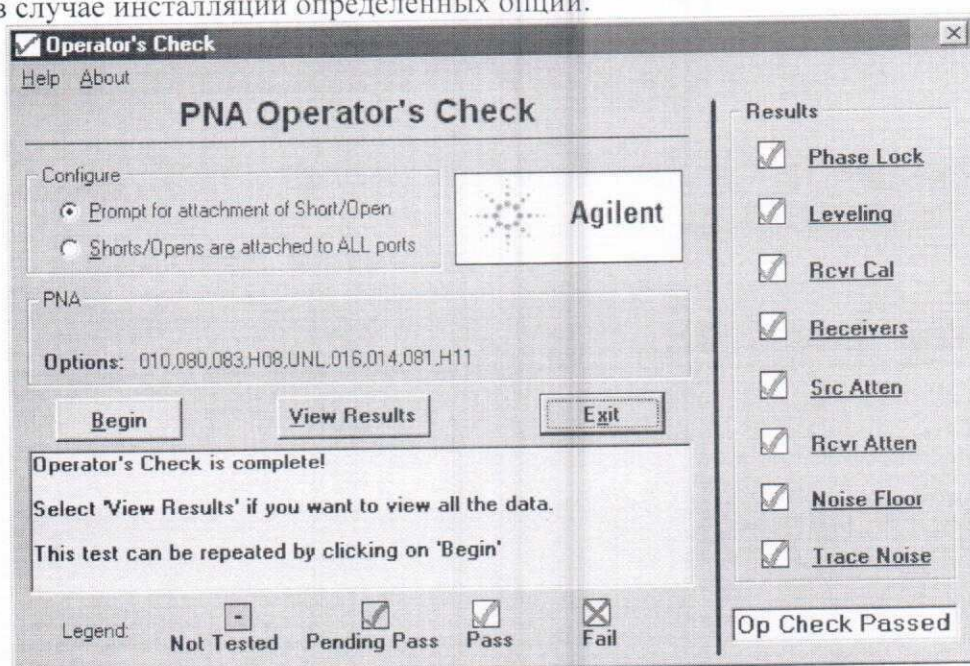 в случае инсталляции определенных опций.
Operator's Check
Help About
PNA Operator's Check
Configure
Prompt for attachment of Short/Open
Shorts/Opens are attached to ALL ports
Agilent
PNA
Options: 010,080,083,H08,UNL,016,014,081,H11
Begin
View Results
Exit
Operator's Check is complete!
Select 'View Results' if you want to view all the data.
This test can be repeated by clicking on 'Begin'
Legend:
Not Tested
Pending Pass
Pass
Fail
Results
Phase Lock
Leveling
Rcvr Cal
Receivers
Src Atten
Rcvr Atten
Noise Floor
Trace Noise
Op Check Passed